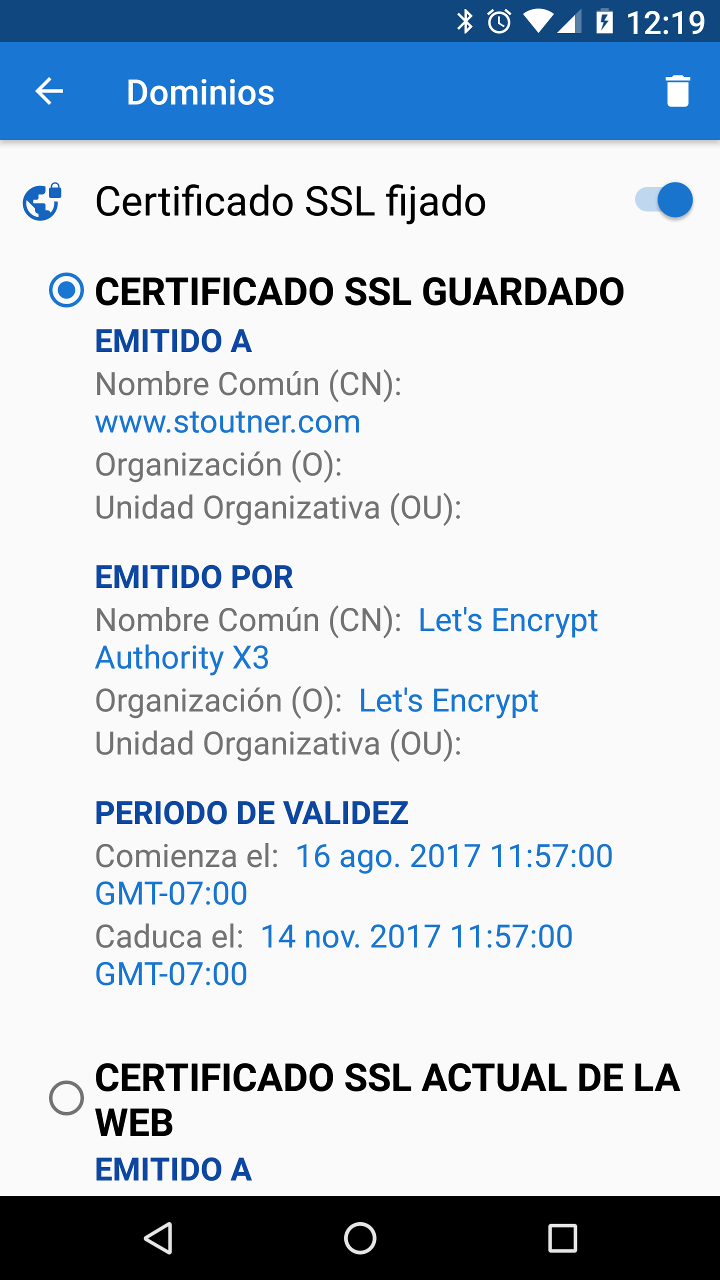 12:19
Dominios
Certificado SSL fijado
CERTIFICADO SSL GUARDADO
EMITIDO A
Nombre Común (CN):
www.stoutner.com
Organización (O):
Unidad Organizativa (OU):
EMITIDO POR
Nombre Común (CN): Let's Encrypt
Authority X3
Organización (O): Let's Encrypt
Unidad Organizativa (OU):
PERIODO DE VALIDEZ
Comienza el: 16 ago. 2017 11:57:00
GMT-07:00
Caduca el: 14 nov. 2017 11:57:00
GMT-07:00
CERTIFICADO SSL ACTUAL DE LA
WEB
EMITIDO A